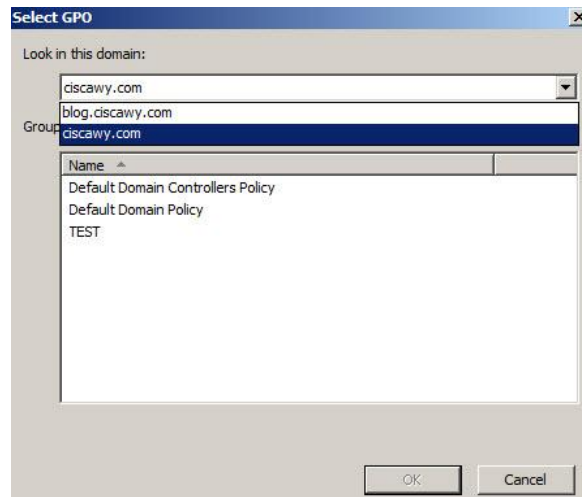 Select GPO
Look in this domain:
ciscawy.com
blog.ciscawy.com
Group
ciscawy.com
Name
Default Domain Controllers Policy
Default Domain Policy
TEST
OK
Cancel